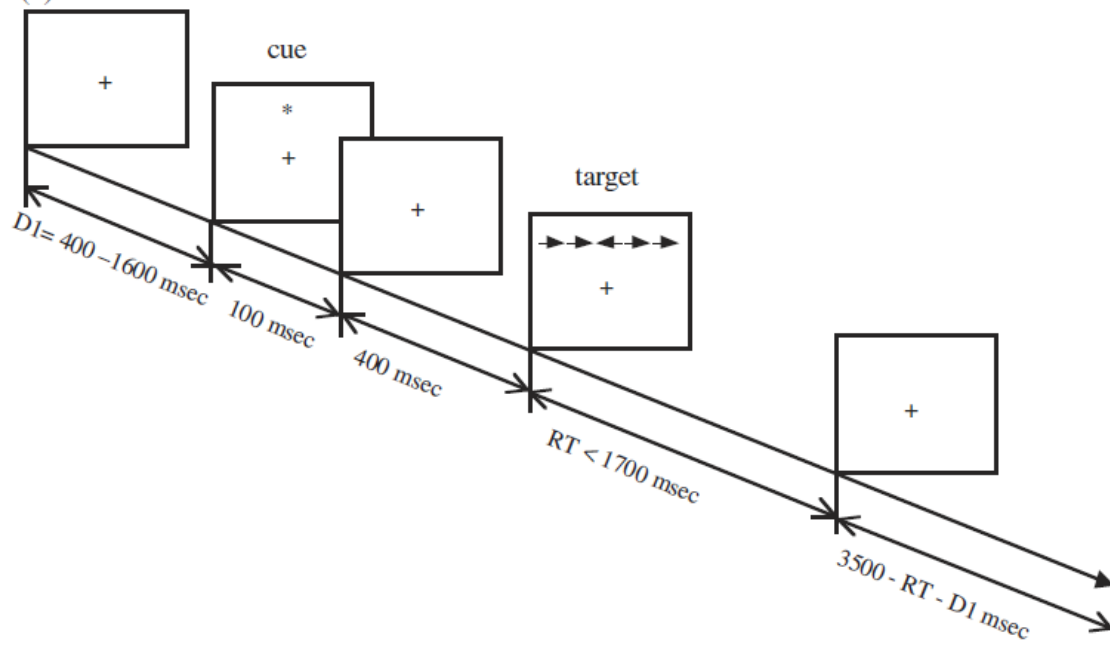 +
cue
*
+
+
target
+
+
D1= 400 –1600 msec
100 msec
400 msec
RT < 1700 msec
3500 - RT - D1 msec